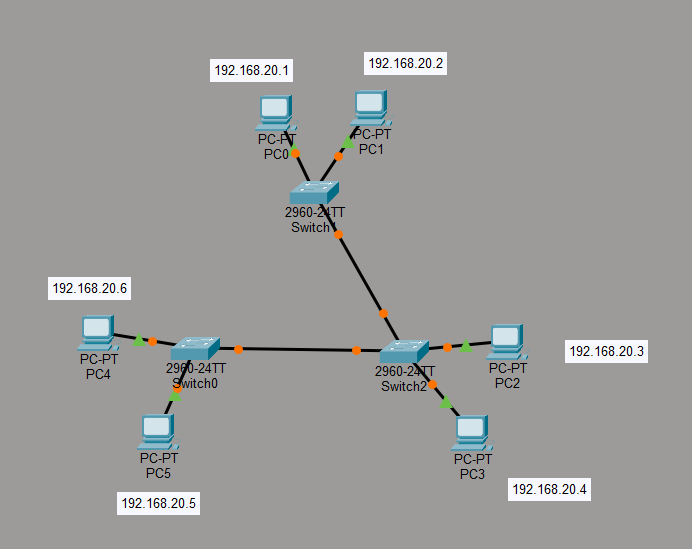 192.168.20.1
192.168.20.2
PC-PT
PC0
PC-PT
PC1
2960-24TT
Switch1
192.168.20.6
PC-PT
PC4
2960-24TT
Switch0
2960-24TT
Switch2
PC-PT
PC2
192.168.20.3
PC-PT
PC5
PC-PT
PC3
192.168.20.5
192.168.20.4